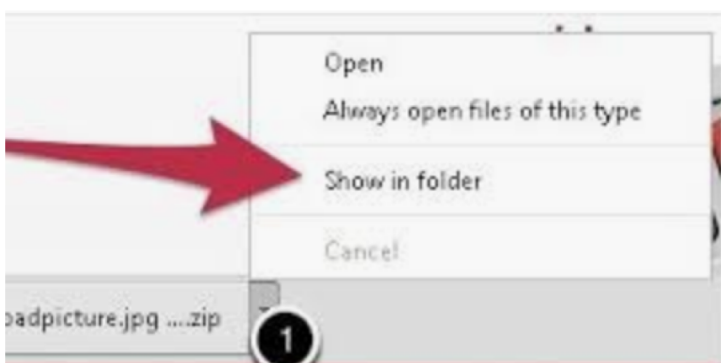 Open
Always open files of this type
Show in folder
Cancel
oadpicture.jpg ....zip
1